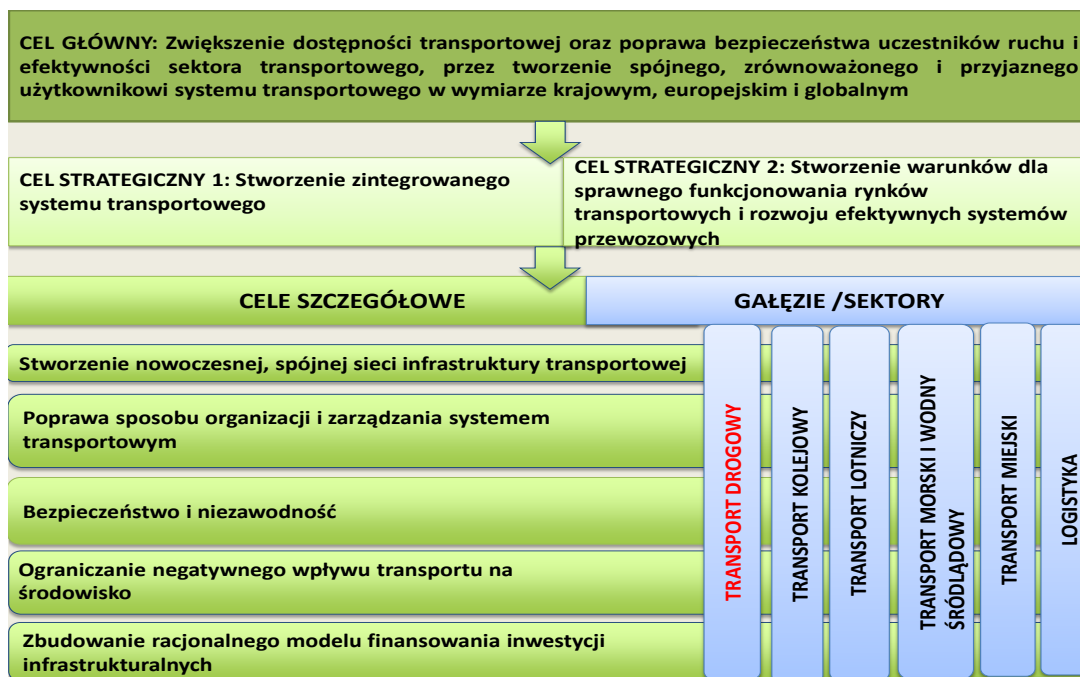 CEL GŁÓWNY: Zwiększenie dostępności transportowej oraz poprawa bezpieczeństwa uczestników ruchu i
efektywności sektora transportowego, przez tworzenie spójnego, zrównoważonego i przyjaznego
użytkownikowi systemu transportowego w wymiarze krajowym, europejskim i globalnym
CEL STRATEGICZNY 1: Stworzenie zintegrowanego
systemu transportowego
CEL STRATEGICZNY 2: Stworzenie warunków dla
sprawnego funkcjonowania rynków
transportowych i rozwoju efektywnych systemów
przewozowych
CELE SZCZEGÓŁOWE
GAŁĘZIE /SEKTORY
Stworzenie nowoczesnej, spójnej sieci infrastruktury transportowej
Poprawa sposobu organizacji i zarządzania systemem
transportowym
Bezpieczeństwo i niezawodność
Ograniczanie negatywnego wpływu transportu na
środowisko
Zbudowanie racjonalnego modelu finansowania inwestycji
infrastrukturalnych
TRANSPORT DROGOWY
TRANSPORT KOLEJOWY
TRANSPORT LOTNICZY
TRANSPORT MORSKI I WODNY
ŚRÓDLĄDOWY
TRANSPORT MIEJSKI
LOGISTYKA